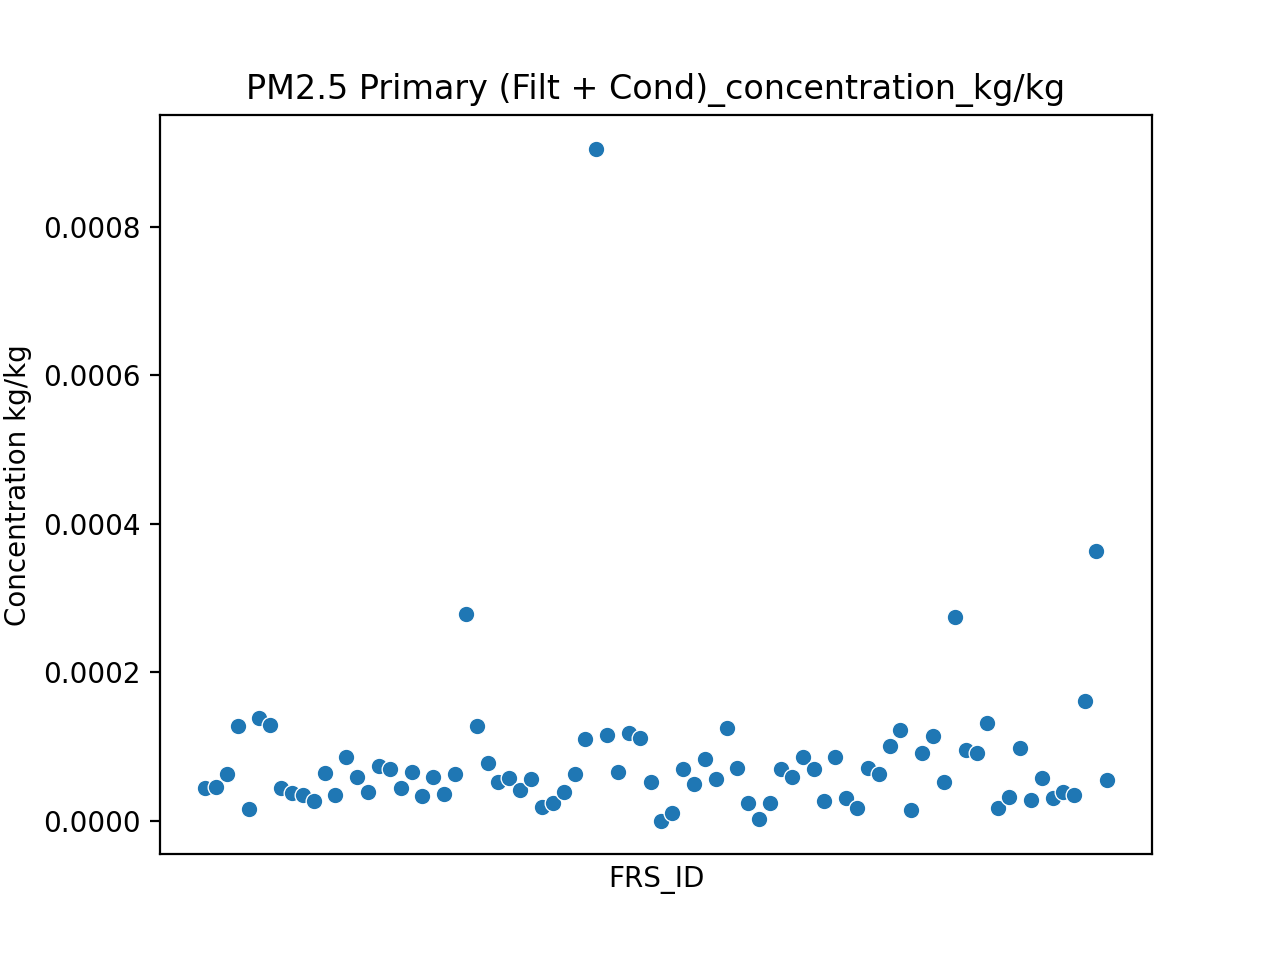 PM2.5 Primary (Filt + Cond)_concentration_kg/kg
Concentration kg/kg
0.0008
0.0006
0.0004
0.0002
0.0000
FRS_ID